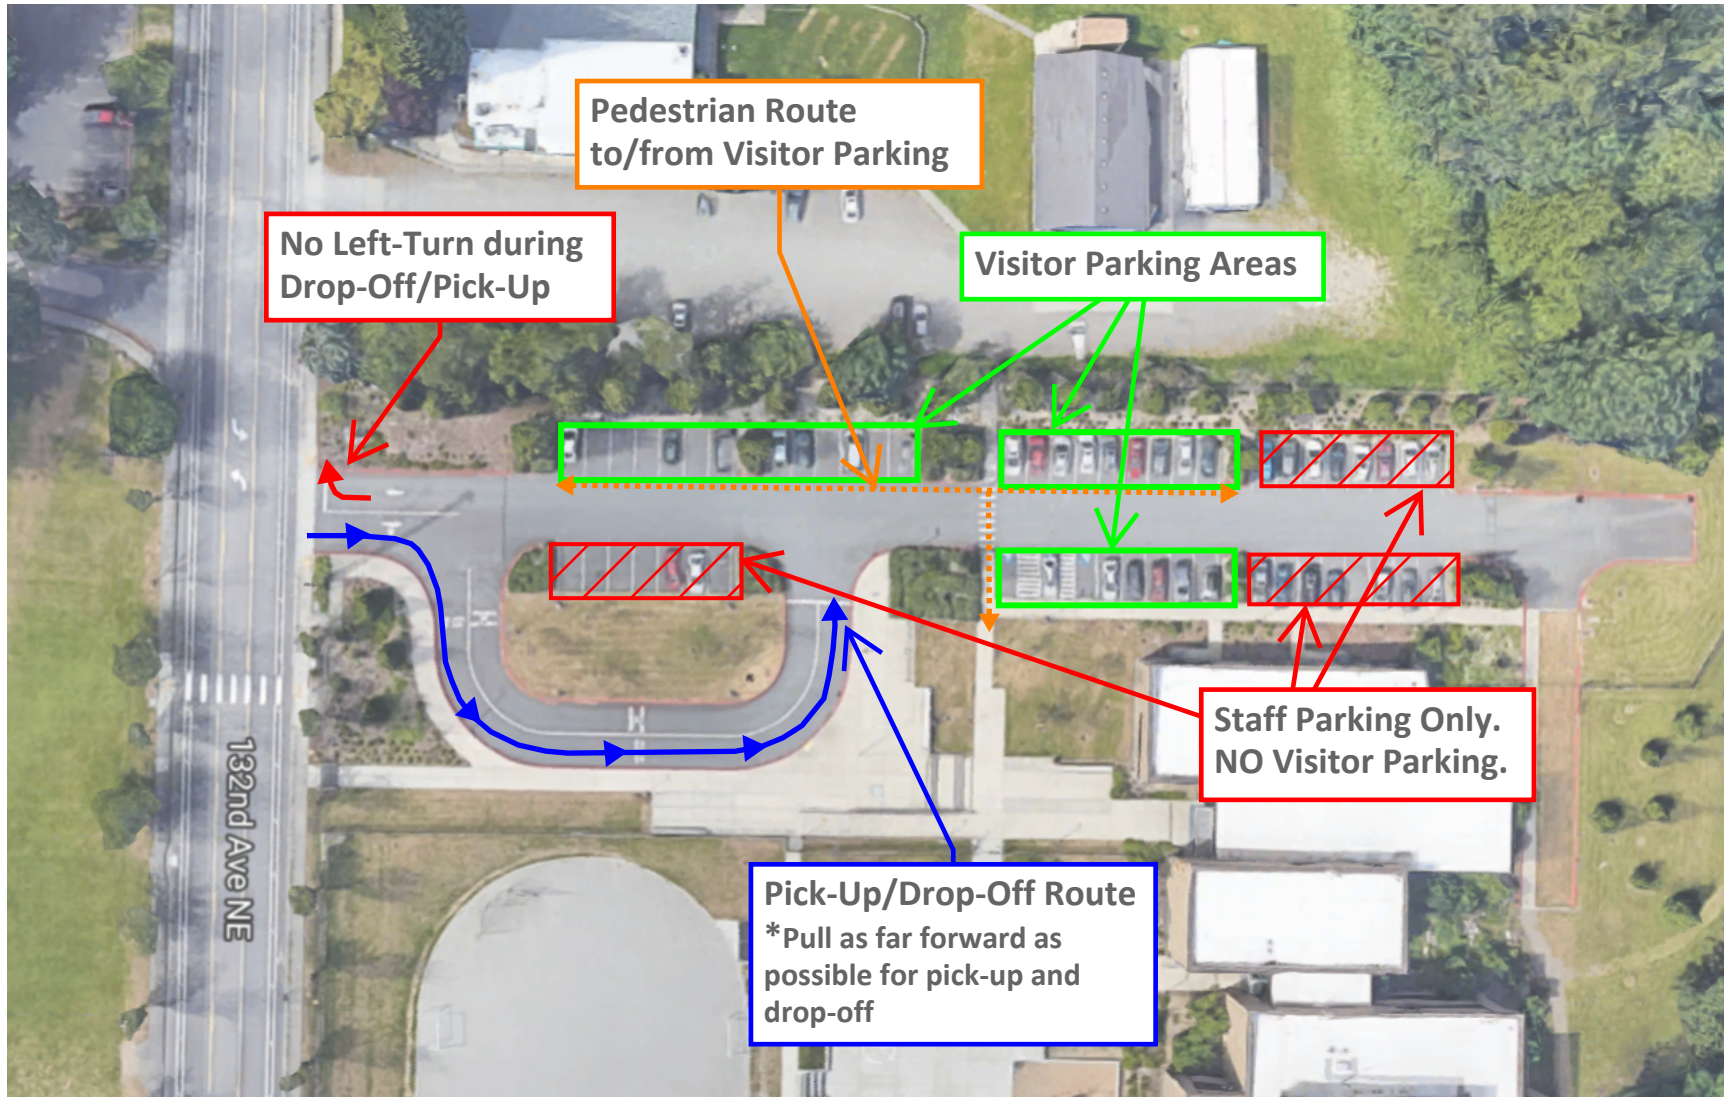 Pedestrian Route
to/from Visitor Parking
No Left-Turn during
Drop-Off/Pick-Up
Visitor Parking Areas
Staff Parking Only.
NO Visitor Parking.
132nd Ave NE
Pick-Up/Drop-Off Route
*Pull as far forward as
possible for pick-up and
drop-off